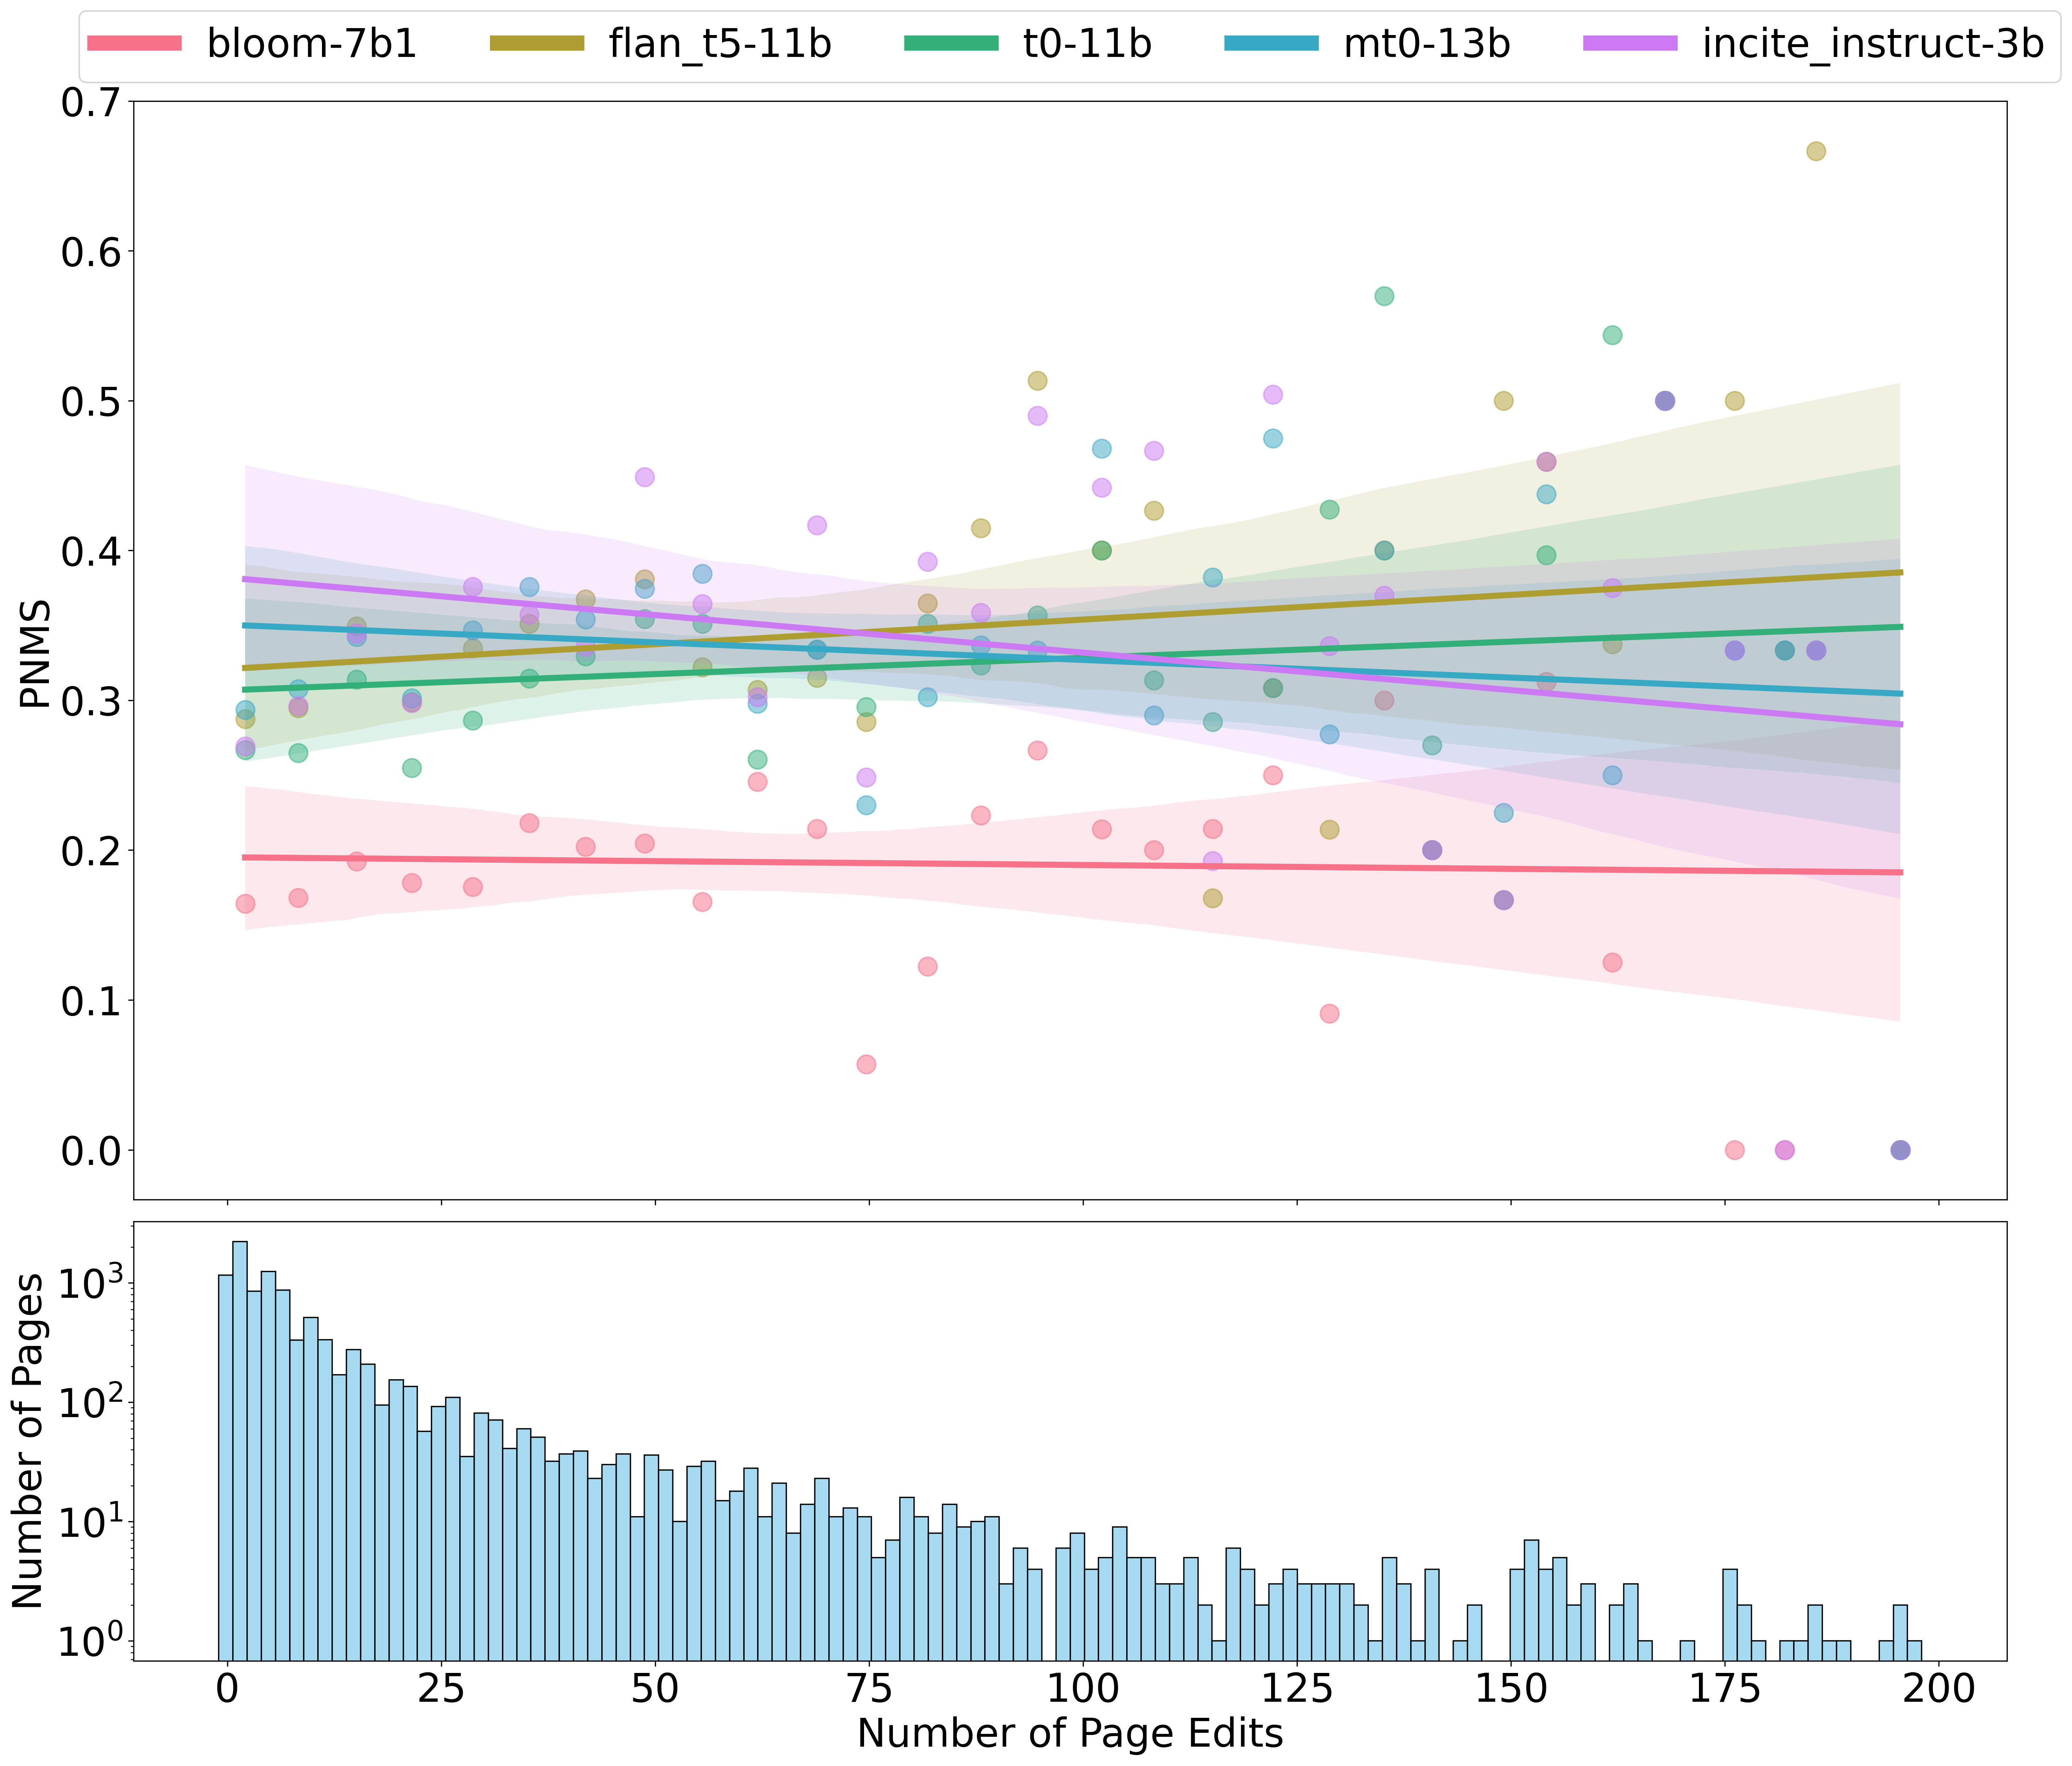 bloom-7b1 flan_t5-11b t0-11b mt0-13b incite_instruct-3b
0.7
0.6
0.5
0.4
0.3
0.2
0.1
0.0
PNMS
10³
10²
10¹
10⁰
Number of Pages
0 25 50 75 100 125 150 175 200
Number of Page Edits